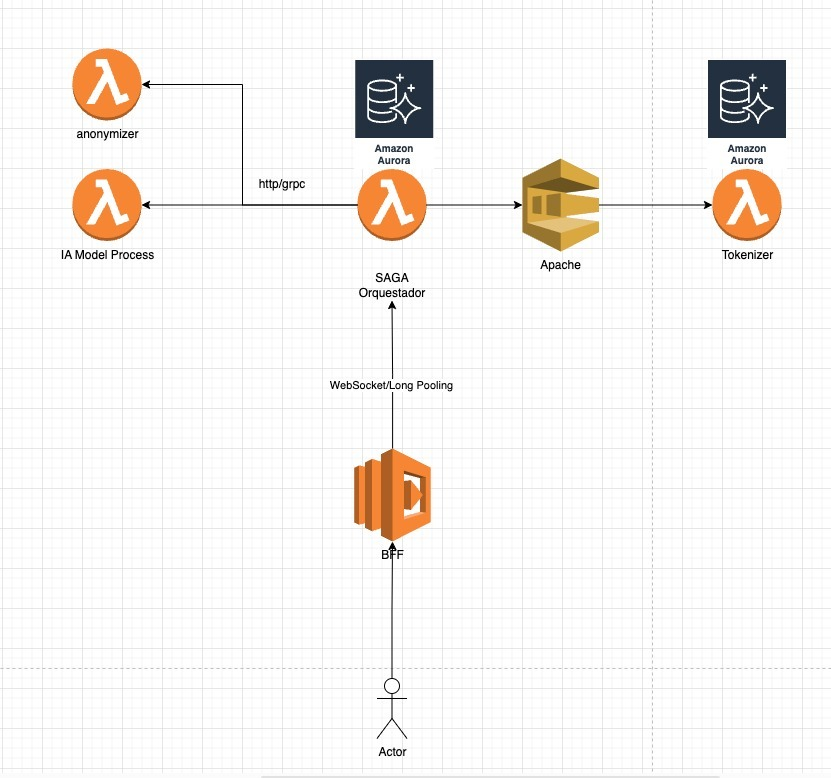 anonymizer
Amazon
Aurora
Amazon
Aurora
http/grpc
IA Model Process
SAGA
Orquestador
Apache
Tokenizer
WebSocket/Long Pooling
BFF
Actor